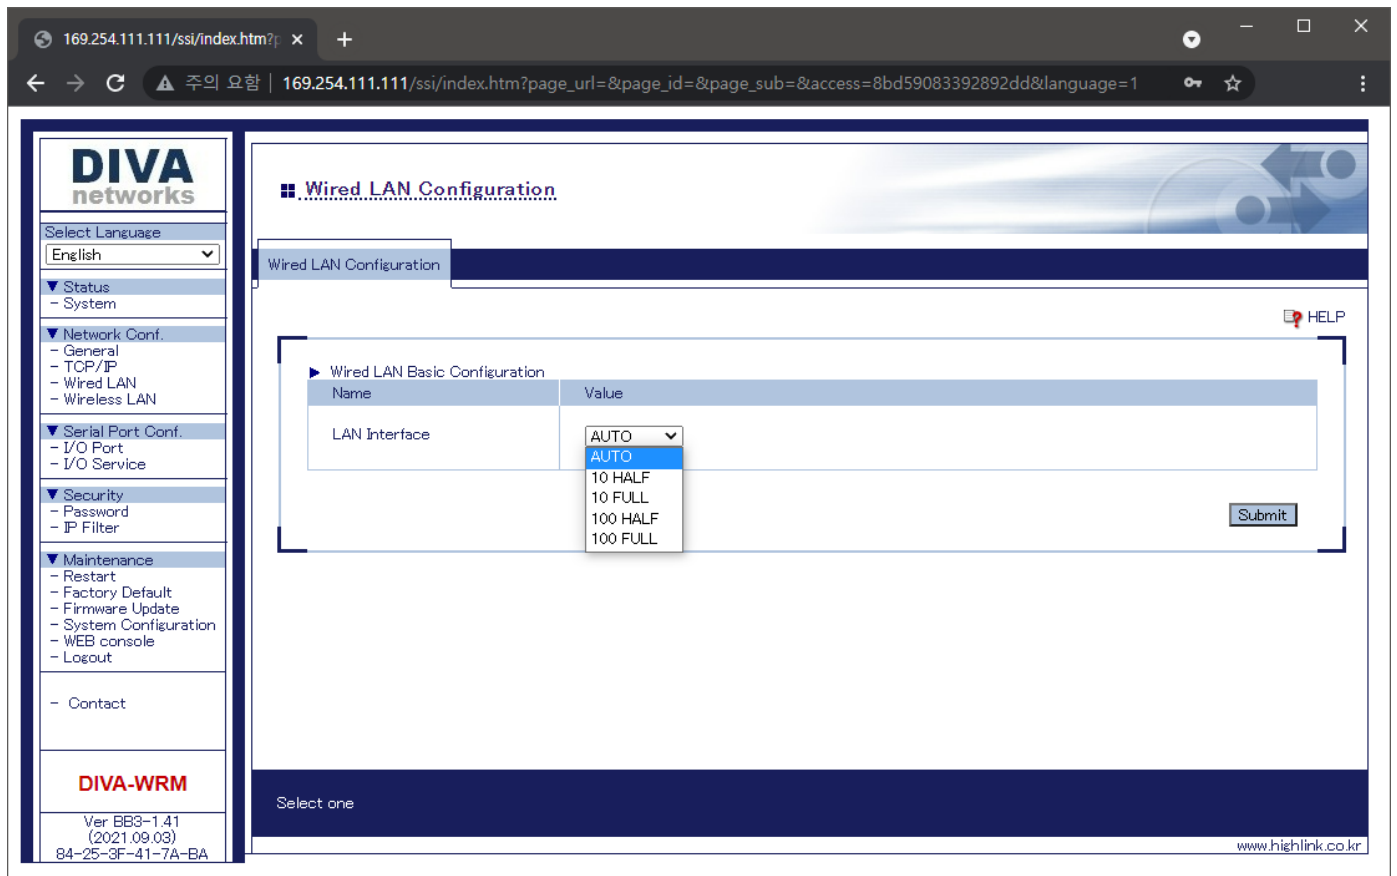 169.254.111.111/ssi/index.htm?p
주의 요함 | 169.254.111.111/ssi/index.htm?page_url=&page_id=&page_sub=&access=8bd59083392892dd&language=1
DIVA
networks
Select Language
English
▼ Status
- System
▼ Network Conf.
- General
- TCP/IP
- Wired LAN
- Wireless LAN
▼ Serial Port Conf.
- I/O Port
- I/O Service
▼ Security
- Password
- IP Filter
▼ Maintenance
- Restart
- Factory Default
- Firmware Update
- System Configuration
- WEB console
- Logout
- Contact
DIVA-WRM
Ver BB3-1.41
(2021.09.03)
84-25-3F-41-7A-BA
Wired LAN Configuration
Wired LAN Configuration
HELP
Wired LAN Basic Configuration
Name Value
LAN Interface AUTO
AUTO
10 HALF
10 FULL
100 HALF
100 FULL
Submit
Select one
www.highlink.co.kr